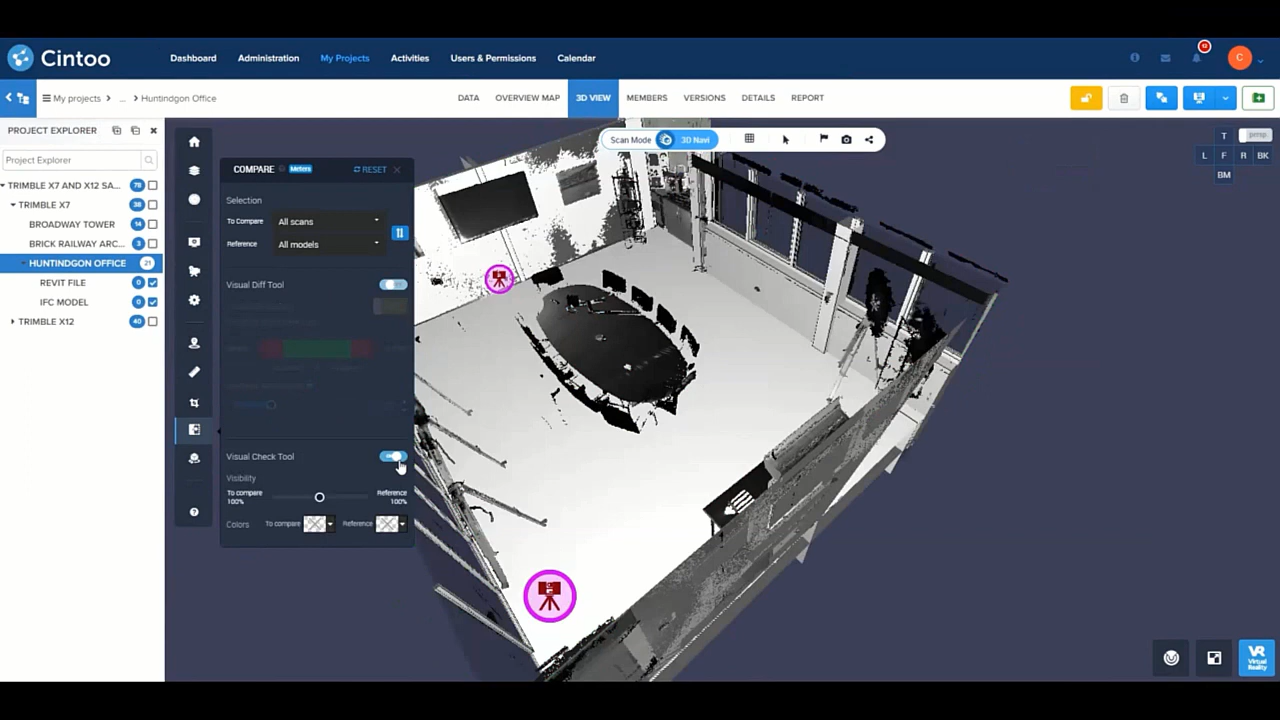 Cintoo
Dashboard
Administration
My Projects
Activities
Users & Permissions
Calendar
C
My projects > ... > Huntindgon Office
DATA
OVERVIEW MAP
3D VIEW
MEMBERS
VERSIONS
DETAILS
REPORT
PROJECT EXPLORER
Project Explorer
TRIMBLE X7 AND X12 SA... 78
TRIMBLE X7 38
BROADWAY TOWER 14
BRICK RAILWAY ARC... 3
HUNTINDGON OFFICE 21
REVIT FILE 0
IFC MODEL 0
TRIMBLE X12 40
COMPARE Meters RESET
Selection
To Compare All scans
Reference All models
Visual Diff Tool
Visual Check Tool
Visibility
To compare
100%
Reference
100%
Colors To compare Reference
Scan Mode 3D Navi
T persp
L F R BK
BM
VR
Virtual
Reality